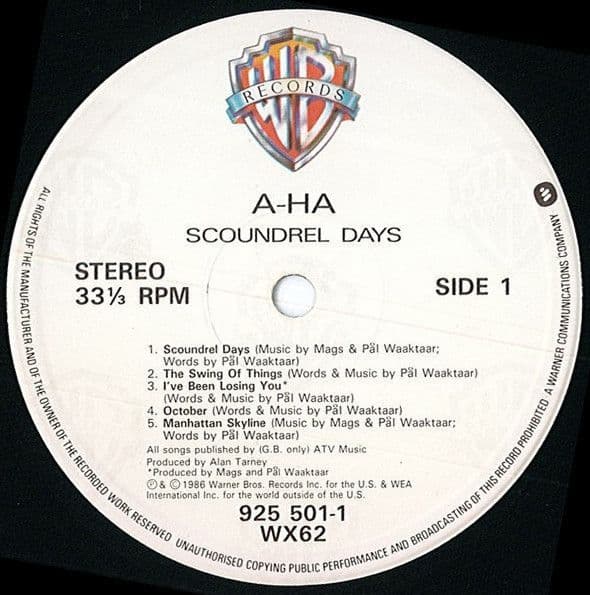 WB
RECORDS
A-HA
SCOUNDREL DAYS
STEREO
33⅓ RPM
SIDE 1
1. Scoundrel Days (Music by Mags & Pål Waaktaar;
Words by Pål Waaktaar)
2. The Swing Of Things (Words & Music by Pål Waaktaar)
3. I've Been Losing You*
(Words & Music by Pål Waaktaar)
4. October (Words & Music by Pål Waaktaar)
5. Manhattan Skyline (Music by Mags & Pål Waaktaar;
Words by Pål Waaktaar)
All songs published by (G.B. only) ATV Music
Produced by Alan Tarney
*Produced by Mags and Pål Waaktaar
℗ & © 1986 Warner Bros. Records Inc. for the U.S. & WEA
International Inc. for the world outside of the U.S.
925 501-1
WX62
ALL RIGHTS OF THE MANUFACTURER AND OF THE OWNER OF THE RECORDED WORK RESERVED UNAUTHORISED COPYING PUBLIC PERFORMANCE AND BROADCASTING OF THIS RECORD PROHIBITED A WARNER COMMUNICATIONS COMPANY